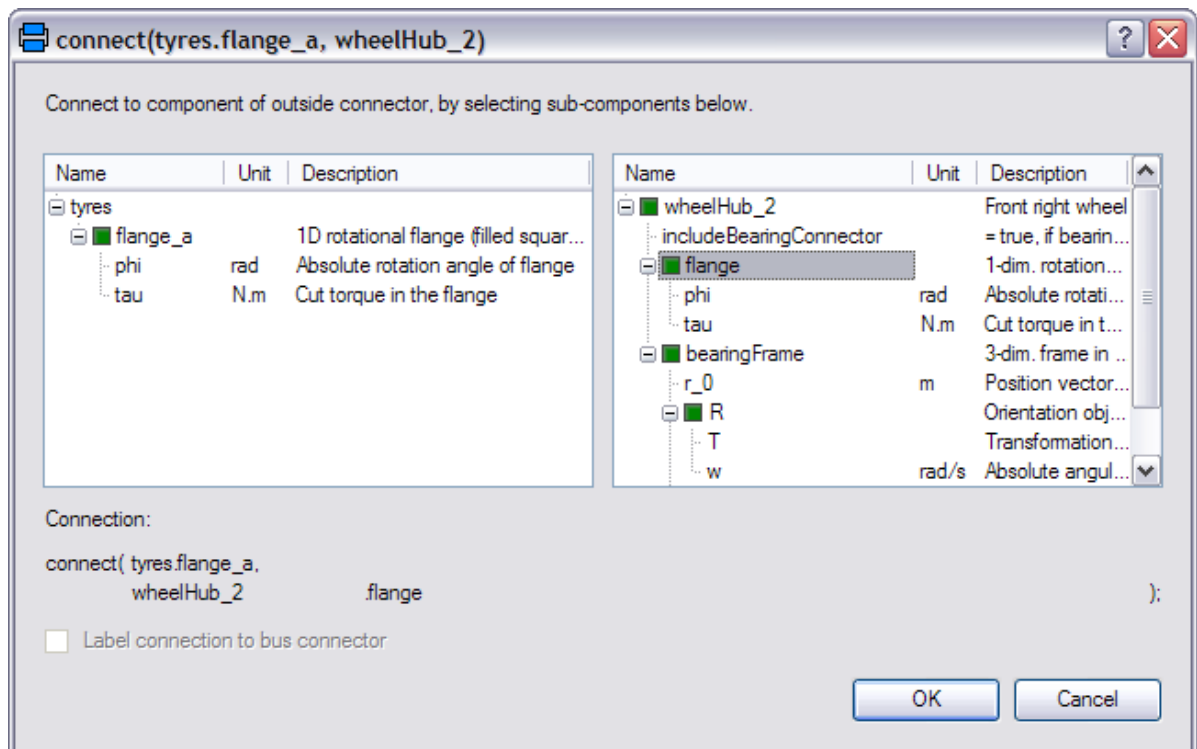 connect(tyres.flange_a, wheelHub_2)
?
Connect to component of outside connector, by selecting sub-components below.
Name Unit Description
tyres
flange_a 1D rotational flange (filled squar...
phi rad Absolute rotation angle of flange
tau N.m Cut torque in the flange
Name Unit Description
wheelHub_2 Front right wheel
includeBearingConnector = true, if bearin...
flange 1-dim. rotation...
phi rad Absolute rotati...
tau N.m Cut torque in t...
bearingFrame 3-dim. frame in ..
r_0 m Position vector...
R Orientation obj...
T Transformation...
w rad/s Absolute angul...
Connection:
connect( tyres.flange_a,
wheelHub_2 .flange );
Label connection to bus connector
OK Cancel